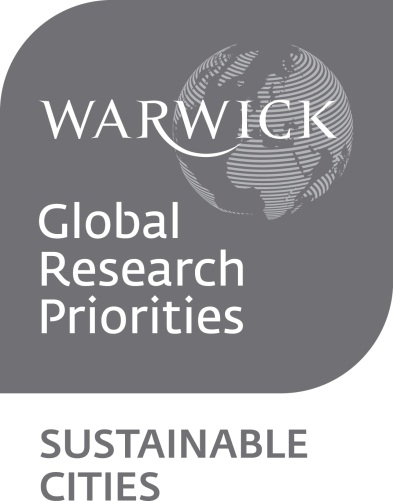 WARWICK
Global
Research
Priorities
SUSTAINABLE
CITIES